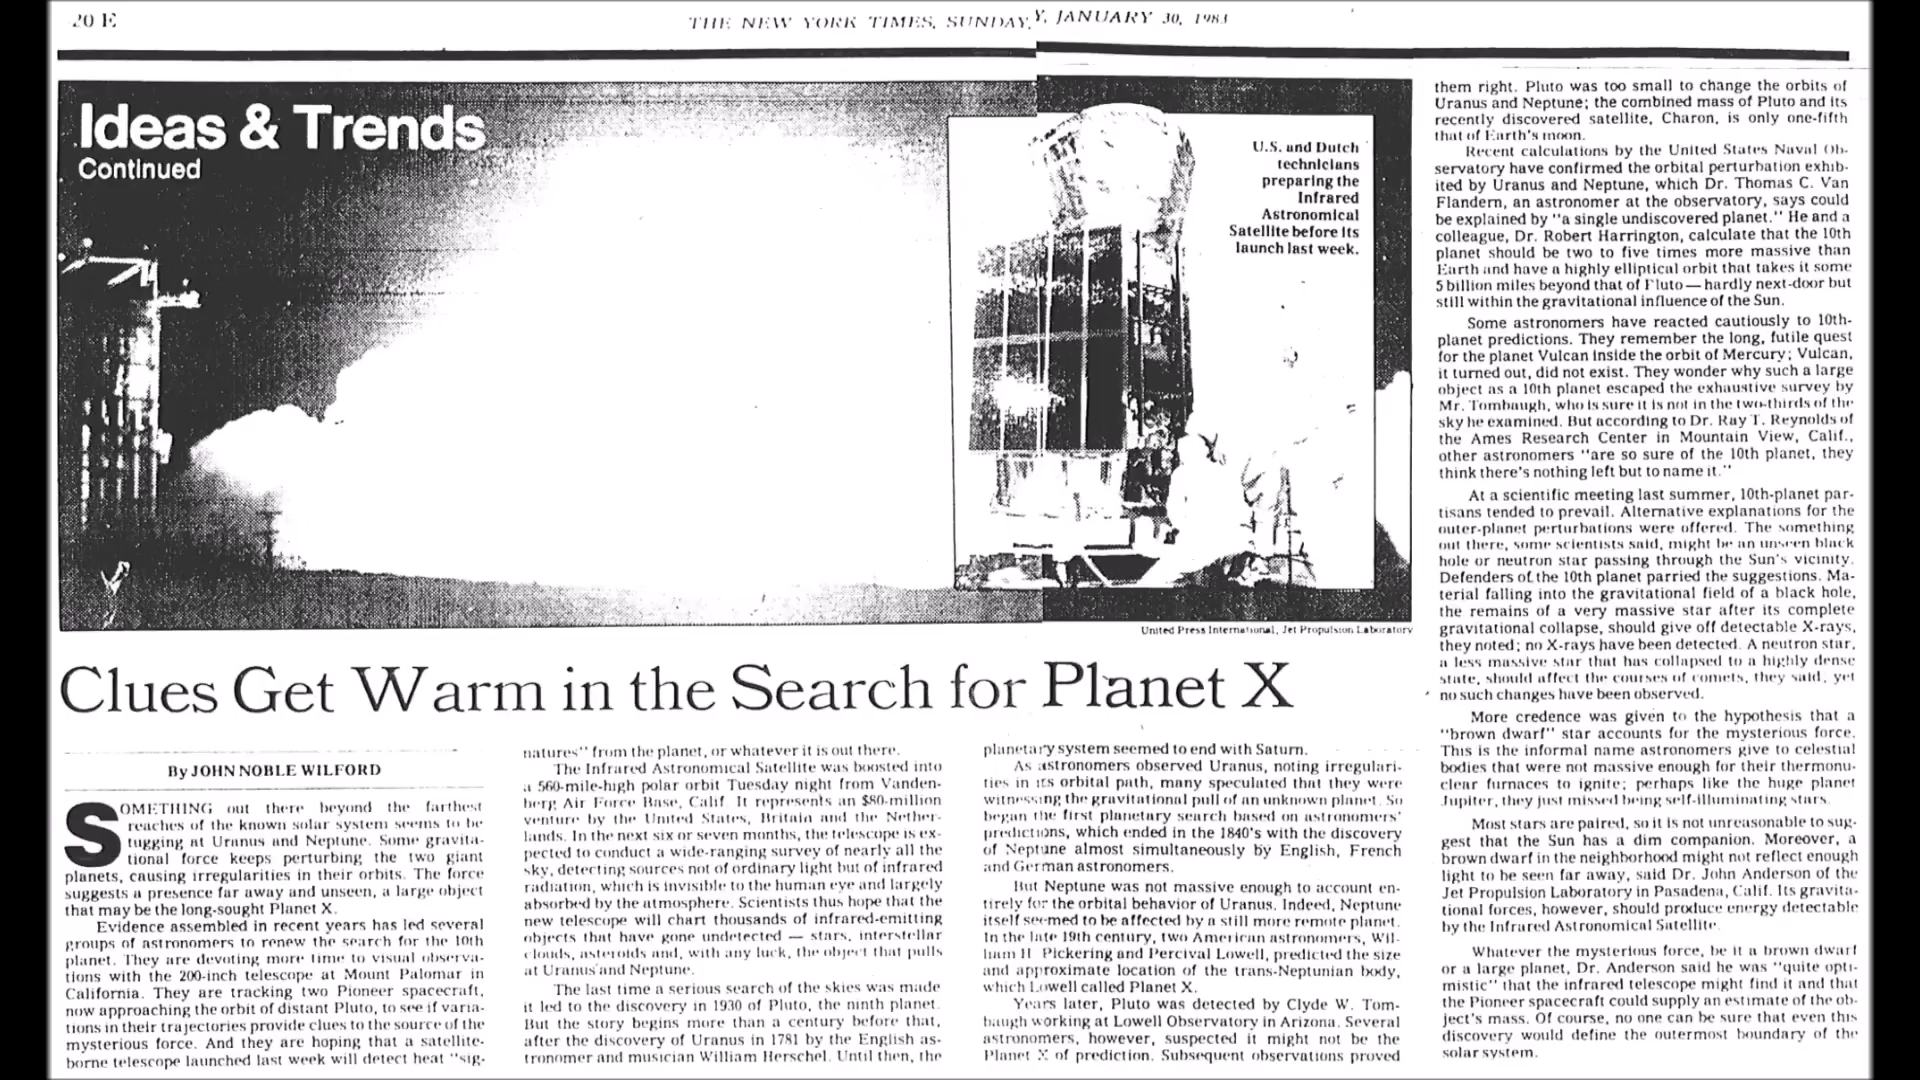 20 E
THE NEW YORK TIMES, SUNDAY, JANUARY 30, 1983
Ideas & Trends
Continued
U.S. and Dutch
technicians
preparing the
Infrared
Astronomical
Satellite before its
launch last week.
United Press International, Jet Propulsion Laboratory
Clues Get Warm in the Search for Planet X
By JOHN NOBLE WILFORD
SOMETHING out there beyond the farthest
reaches of the known solar system seems to be
tugging at Uranus and Neptune. Some gravita-
tional force keeps perturbing the two giant
planets, causing irregularities in their orbits. The force
suggests a presence far away and unseen, a large object
that may be the long-sought Planet X.
Evidence assembled in recent years has led several
groups of astronomers to renew the search for the 10th
planet. They are devoting more time to visual observa-
tions with the 200-inch telescope at Mount Palomar in
California. They are tracking two Pioneer spacecraft,
now approaching the orbit of distant Pluto, to see if varia-
tions in their trajectories provide clues to the source of the
mysterious force. And they are hoping that a satellite-
borne telescope launched last week will detect heat "sig-
natures" from the planet, or whatever it is out there.
The Infrared Astronomical Satellite was boosted into
a 560-mile-high polar orbit Tuesday night from Vanden-
berg Air Force Base, Calif. It represents an $80-million
venture by the United States, Britain and the Nether-
lands. In the next six or seven months, the telescope is ex-
pected to conduct a wide-ranging survey of nearly all the
sky, detecting sources not of ordinary light but of infrared
radiation, which is invisible to the human eye and largely
absorbed by the atmosphere. Scientists thus hope that the
new telescope will chart thousands of infrared-emitting
objects that have gone undetected — stars, interstellar
clouds, asteroids and, with any luck, the object that pulls
at Uranus and Neptune.
The last time a serious search of the skies was made
it led to the discovery in 1930 of Pluto, the ninth planet.
But the story begins more than a century before that,
after the discovery of Uranus in 1781 by the English as-
tronomer and musician William Herschel. Until then, the
planetary system seemed to end with Saturn.
As astronomers observed Uranus, noting irregulari-
ties in its orbital path, many speculated that they were
witnessing the gravitational pull of an unknown planet. So
began the first planetary search based on astronomers'
predictions, which ended in the 1840's with the discovery
of Neptune almost simultaneously by English, French
and German astronomers.
But Neptune was not massive enough to account en-
tirely for the orbital behavior of Uranus. Indeed, Neptune
itself seemed to be affected by a still more remote planet.
In the late 19th century, two American astronomers, Wil-
liam H. Pickering and Percival Lowell, predicted the size
and approximate location of the trans-Neptunian body,
which Lowell called Planet X.
Years later, Pluto was detected by Clyde W. Tom-
baugh working at Lowell Observatory in Arizona. Several
astronomers, however, suspected it might not be the
Planet X of prediction. Subsequent observations proved
them right. Pluto was too small to change the orbits of
Uranus and Neptune; the combined mass of Pluto and its
recently discovered satellite, Charon, is only one-fifth
that of Earth's moon.
Recent calculations by the United States Naval Ob-
servatory have confirmed the orbital perturbation exhib-
ited by Uranus and Neptune, which Dr. Thomas C. Van
Flandern, an astronomer at the observatory, says could
be explained by "a single undiscovered planet." He and a
colleague, Dr. Robert Harrington, calculate that the 10th
planet should be two to five times more massive than
Earth and have a highly elliptical orbit that takes it some
5 billion miles beyond that of Pluto — hardly next-door but
still within the gravitational influence of the Sun.
Some astronomers have reacted cautiously to 10th-
planet predictions. They remember the long, futile quest
for the planet Vulcan inside the orbit of Mercury; Vulcan,
it turned out, did not exist. They wonder why such a large
object as a 10th planet escaped the exhaustive survey by
Mr. Tombaugh, who is sure it is not in the two-thirds of the
sky he examined. But according to Dr. Ray T. Reynolds of
the Ames Research Center in Mountain View, Calif.,
other astronomers "are so sure of the 10th planet, they
think there's nothing left but to name it."
At a scientific meeting last summer, 10th-planet par-
tisans tended to prevail. Alternative explanations for the
outer-planet perturbations were offered. The something
out there, some scientists said, might be an unseen black
hole or neutron star passing through the Sun's vicinity.
Defenders of the 10th planet parried the suggestions. Ma-
terial falling into the gravitational field of a black hole,
the remains of a very massive star after its complete
gravitational collapse, should give off detectable X-rays,
they noted; no X-rays have been detected. A neutron star,
a less massive star that has collapsed to a highly dense
state, should affect the courses of comets, they said, yet
no such changes have been observed.
More credence was given to the hypothesis that a
"brown dwarf" star accounts for the mysterious force.
This is the informal name astronomers give to celestial
bodies that were not massive enough for their thermonu-
clear furnaces to ignite; perhaps like the huge planet
Jupiter, they just missed being self-illuminating stars.
Most stars are paired, so it is not unreasonable to sug-
gest that the Sun has a dim companion. Moreover, a
brown dwarf in the neighborhood might not reflect enough
light to be seen far away, said Dr. John Anderson of the
Jet Propulsion Laboratory in Pasadena, Calif. Its gravita-
tional forces, however, should produce energy detectable
by the Infrared Astronomical Satellite.
Whatever the mysterious force, be it a brown dwarf
or a large planet, Dr. Anderson said he was "quite opti-
mistic" that the infrared telescope might find it and that
the Pioneer spacecraft could supply an estimate of the ob-
ject's mass. Of course, no one can be sure that even this
discovery would define the outermost boundary of the
solar system.